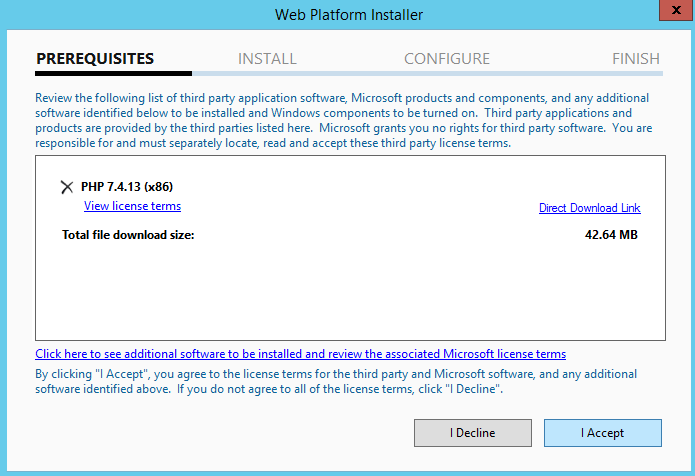 Web Platform Installer
x
PREREQUISITES INSTALL CONFIGURE FINISH
Review the following list of third party application software, Microsoft products and components, and any additional
software identified below to be installed and Windows components to be turned on.  Third party applications and
products are provided by the third parties listed here.  Microsoft grants you no rights for third party software.  You are
responsible for and must separately locate, read and accept these third party license terms.
PHP 7.4.13 (x86)
View license terms
Direct Download Link
Total file download size: 42.64 MB
Click here to see additional software to be installed and review the associated Microsoft license terms
By clicking "I Accept", you agree to the license terms for the third party and Microsoft software, and any additional
software identified above.  If you do not agree to all of the license terms, click "I Decline".
I Decline I Accept